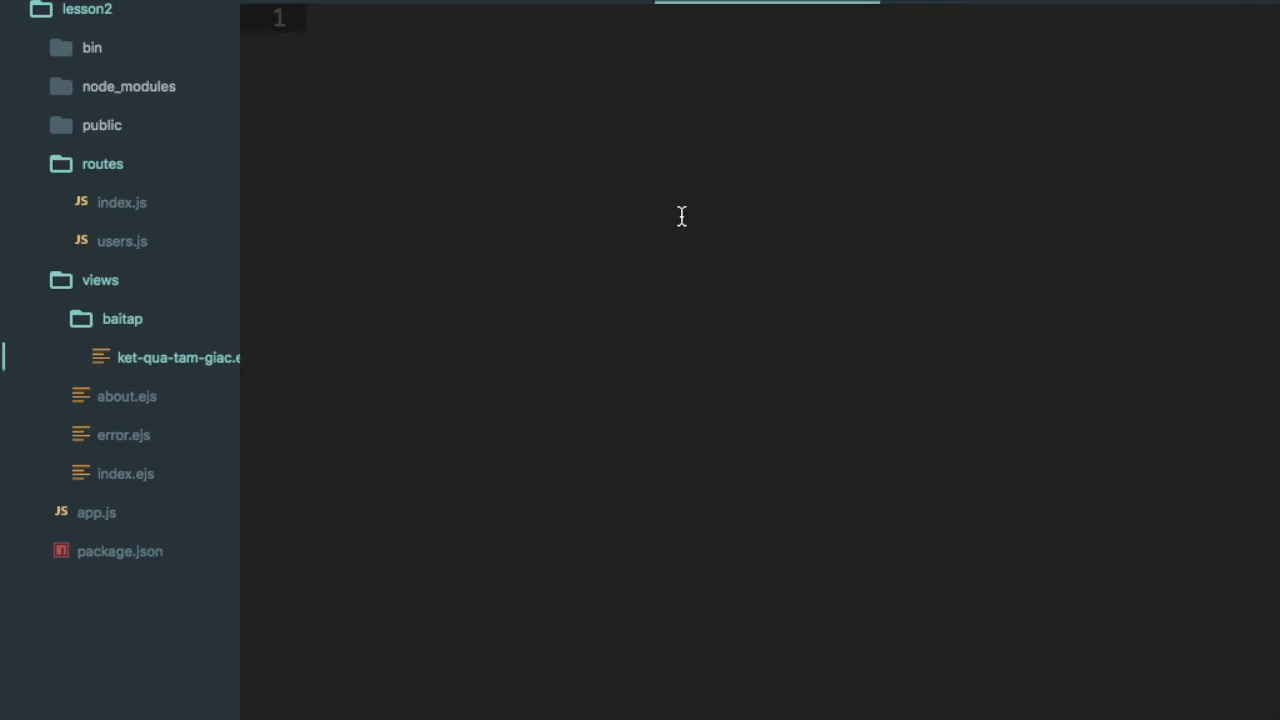 lesson2
1
bin
node_modules
public
routes
JS index.js
JS users.js
views
baitap
ket-qua-tam-giac.e
about.ejs
error.ejs
index.ejs
JS app.js
package.json